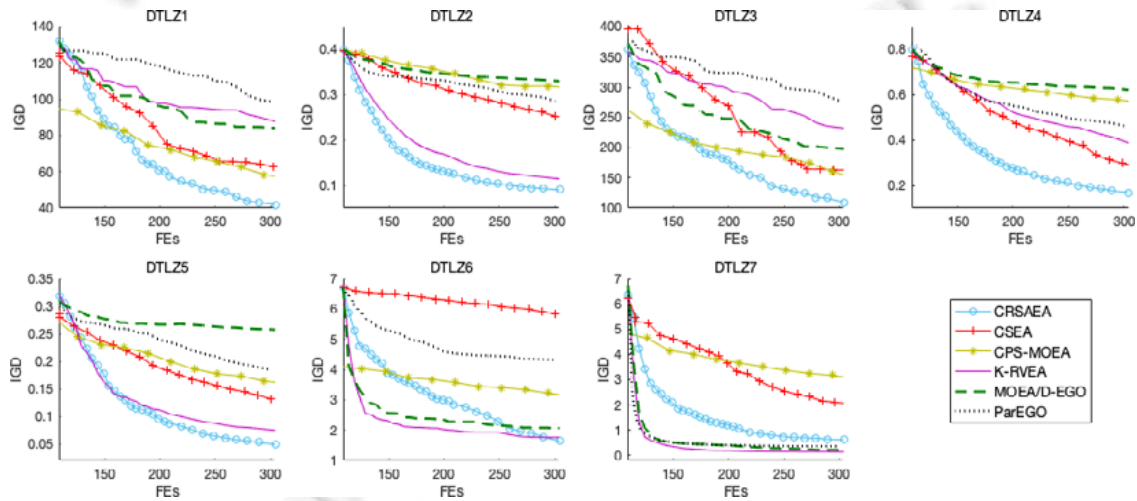 DTLZ1
140
120
100
80
60
40
IGD
150
200
250
300
FEs
DTLZ2
0.4
0.3
0.2
0.1
IGD
150
200
250
300
FEs
DTLZ3
400
350
300
250
200
150
100
IGD
150
200
250
300
FEs
DTLZ4
0.8
0.6
0.4
0.2
IGD
150
200
250
300
FEs
DTLZ5
0.35
0.3
0.25
0.2
0.15
0.1
0.05
IGD
150
200
250
300
FEs
DTLZ6
7
6
5
4
3
2
1
IGD
150
200
250
300
FEs
DTLZ7
7
6
5
4
3
2
1
0
IGD
150
200
250
300
FEs
CRSAEA
CSEA
CPS-MOEA
K-RVEA
MOEA/D-EGO
ParEGO